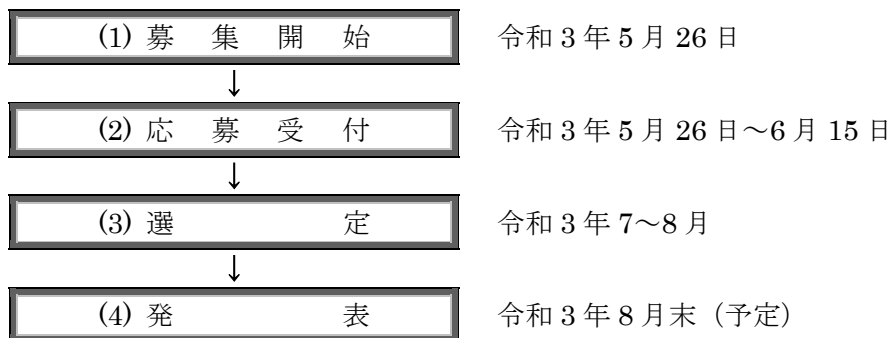 (1) 募 集 開 始 令和 3 年 5 月 26 日
↓
(2) 応 募 受 付 令和 3 年 5 月 26 日～6 月 15 日
↓
(3) 選 定 令和 3 年 7～8 月
↓
(4) 発 表 令和 3 年 8 月末（予定）